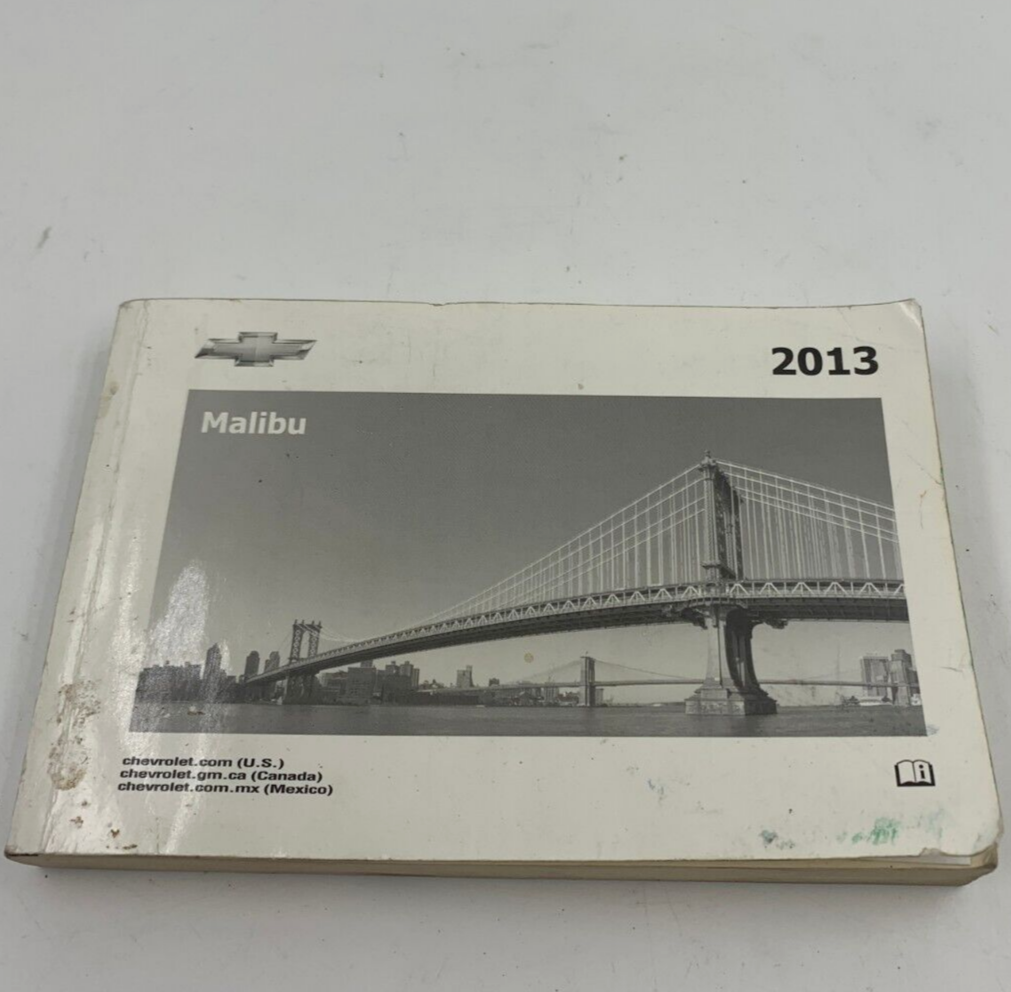 2013
Malibu
chevrolet.com (U.S.)
chevrolet.gm.ca (Canada)
chevrolet.com.mx (Mexico)
i